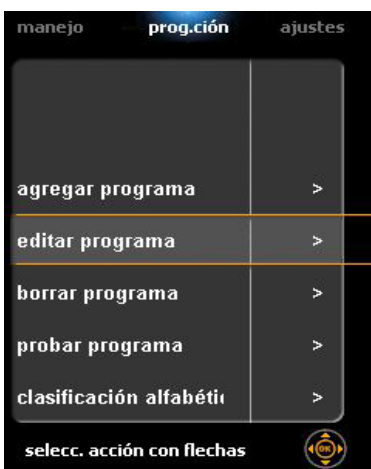 manejo prog.ción ajustes
agregar programa >
editar programa >
borrar programa >
probar programa >
clasificación alfabéti >
selecc. acción con flechas OK